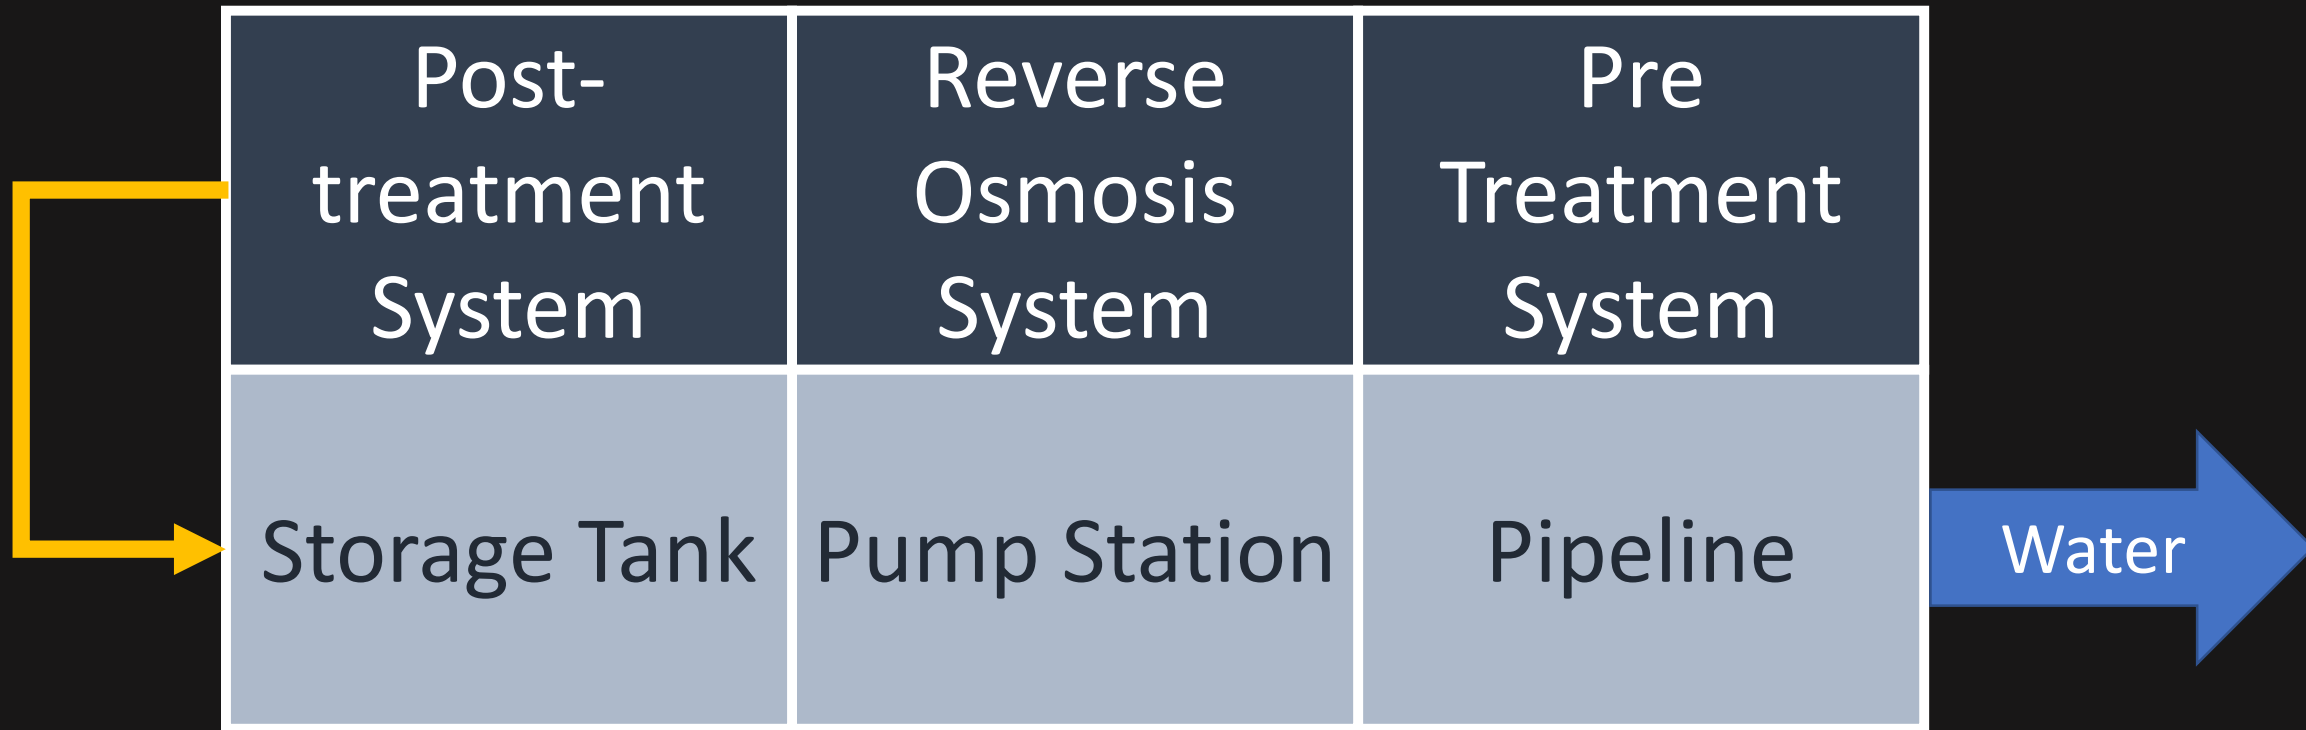 Post-
treatment
System
Reverse
Osmosis
System
Pre
Treatment
System
Storage Tank
Pump Station
Pipeline
Water